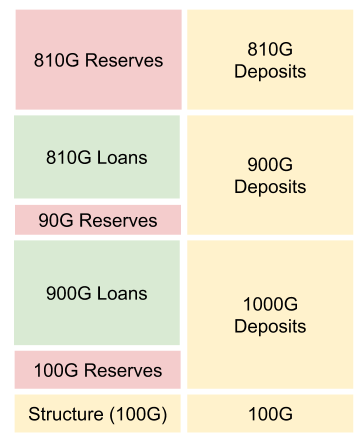 810G Reserves
810G
Deposits
810G Loans
900G
Deposits
90G Reserves
900G Loans
1000G
Deposits
100G Reserves
Structure (100G)
100G